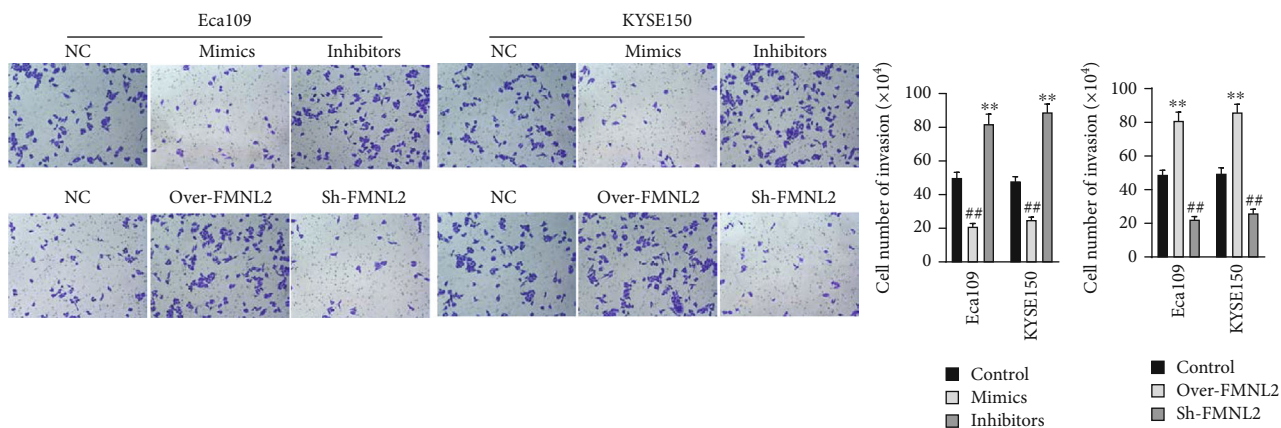 Eca109
KYSE150
NC Mimics Inhibitors
NC Mimics Inhibitors
NC Over-FMNL2 Sh-FMNL2
NC Over-FMNL2 Sh-FMNL2
Cell number of invasion (×10⁴)
100
80
60
40
20
0
** **
## ##
Eca109
KYSE150
Control
Mimics
Inhibitors
Cell number of invasion (×10⁴)
100
80
60
40
20
0
** **
## ##
Eca109
KYSE150
Control
Over-FMNL2
Sh-FMNL2